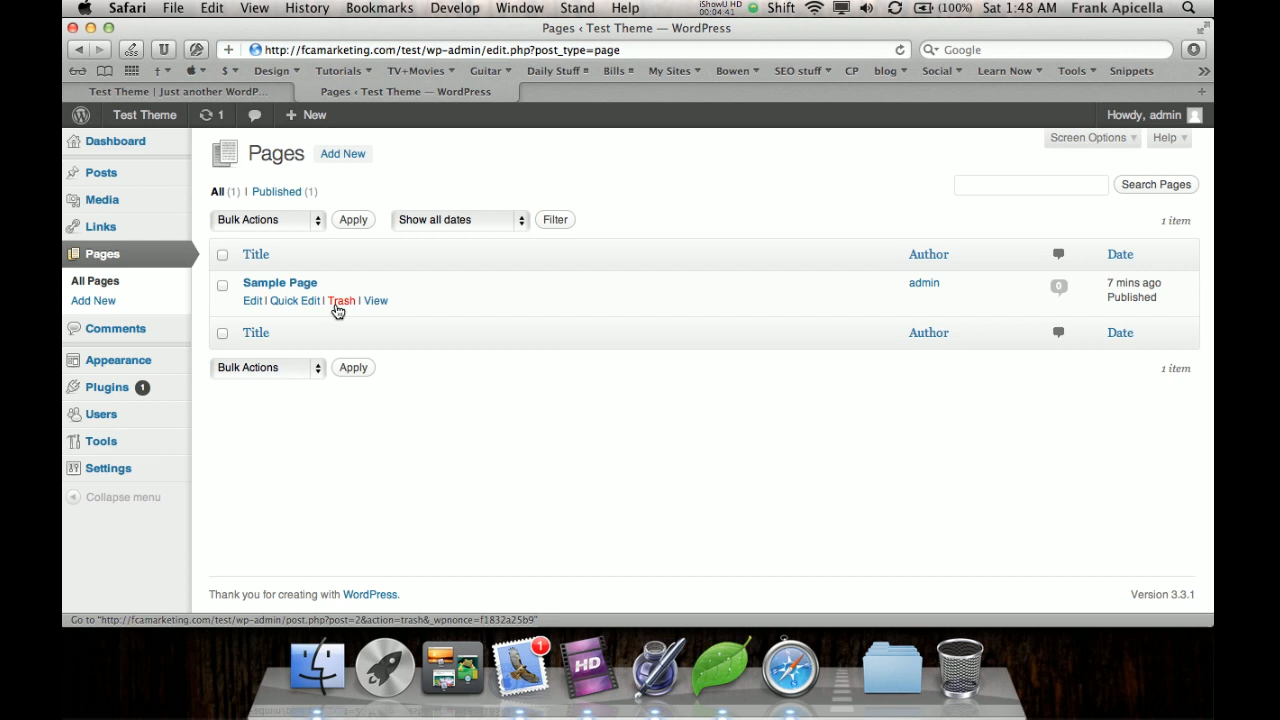 Safari File Edit View History Bookmarks Develop Window Stand Help iShowU HD 00:04:41 Shift (100%) Sat 1:48 AM Frank Apicella
Pages ‹ Test Theme — WordPress
css U + http://fcamarketing.com/test/wp-admin/edit.php?post_type=page Google
† $ Design Tutorials TV+Movies Guitar Daily Stuff Bills My Sites Bowen SEO stuff CP blog Social Learn Now Tools Snippets
Test Theme | Just another WordP... Pages ‹ Test Theme — WordPress +
Test Theme 1 + New Howdy, admin
Screen Options Help
Dashboard
Pages Add New
Posts
All (1) | Published (1) Search Pages
Media
Links
Bulk Actions Apply Show all dates Filter 1 item
Pages
Title Author Date
All Pages
Sample Page admin 0 7 mins ago
Add New
Edit | Quick Edit | Trash | View Published
Comments
Title Author Date
Appearance
Bulk Actions Apply 1 item
Plugins 1
Users
Tools
Settings
Collapse menu
Thank you for creating with WordPress. Version 3.3.1
Go to "http://fcamarketing.com/test/wp-admin/post.php?post=2&action=trash&_wpnonce=f1832a25b9"
1
HD